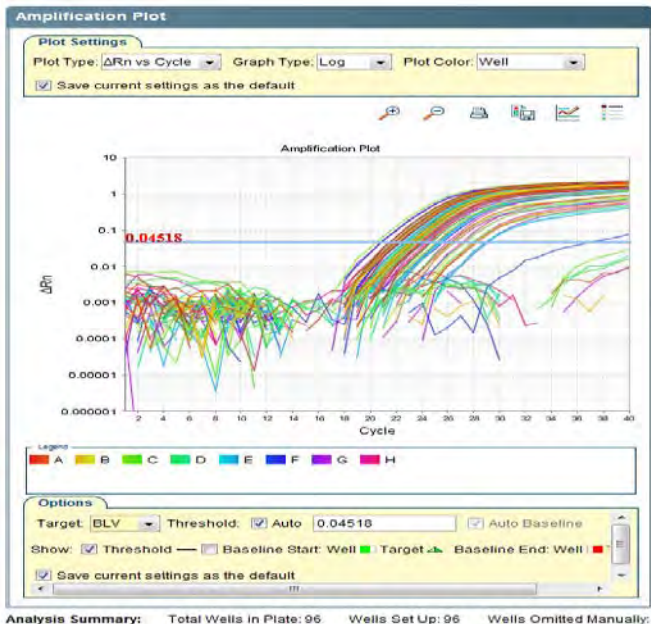 Amplification Plot
Plot Settings
Plot Type: ΔRn vs Cycle Graph Type: Log Plot Color: Well
Save current settings as the default
Amplification Plot
10
1
0.04518
0.1
0.01
0.001
0.0001
0.00001
0.000001
ΔRn
2 4 6 8 10 12 14 16 18 20 22 24 26 28 30 32 34 36 38 40
Cycle
Legend
A B C D E F G H
Options
Target: BLV Threshold: Auto 0.04518 Auto Baseline
Show: Threshold Baseline Start: Well Target Baseline End: Well
Save current settings as the default
Analysis Summary: Total Wells in Plate: 96 Wells Set Up: 96 Wells Omitted Manually: